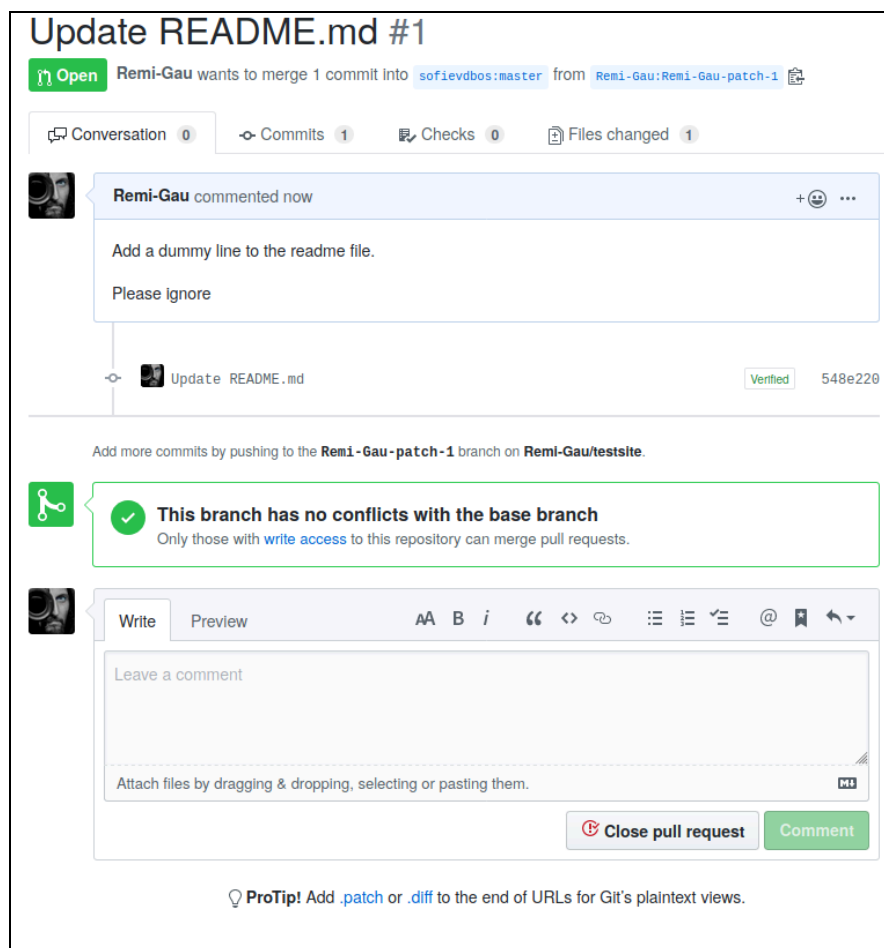 Update README.md #1
Open Remi-Gau wants to merge 1 commit into sofievdbos:master from Remi-Gau:Remi-Gau-patch-1
Conversation 0 Commits 1 Checks 0 Files changed 1
Remi-Gau commented now
Add a dummy line to the readme file.
Please ignore
Update README.md Verified 548e220
Add more commits by pushing to the Remi-Gau-patch-1 branch on Remi-Gau/testsite.
This branch has no conflicts with the base branch
Only those with write access to this repository can merge pull requests.
Write Preview AA B i
Leave a comment
Attach files by dragging & dropping, selecting or pasting them.
Close pull request Comment
ProTip! Add .patch or .diff to the end of URLs for Git's plaintext views.